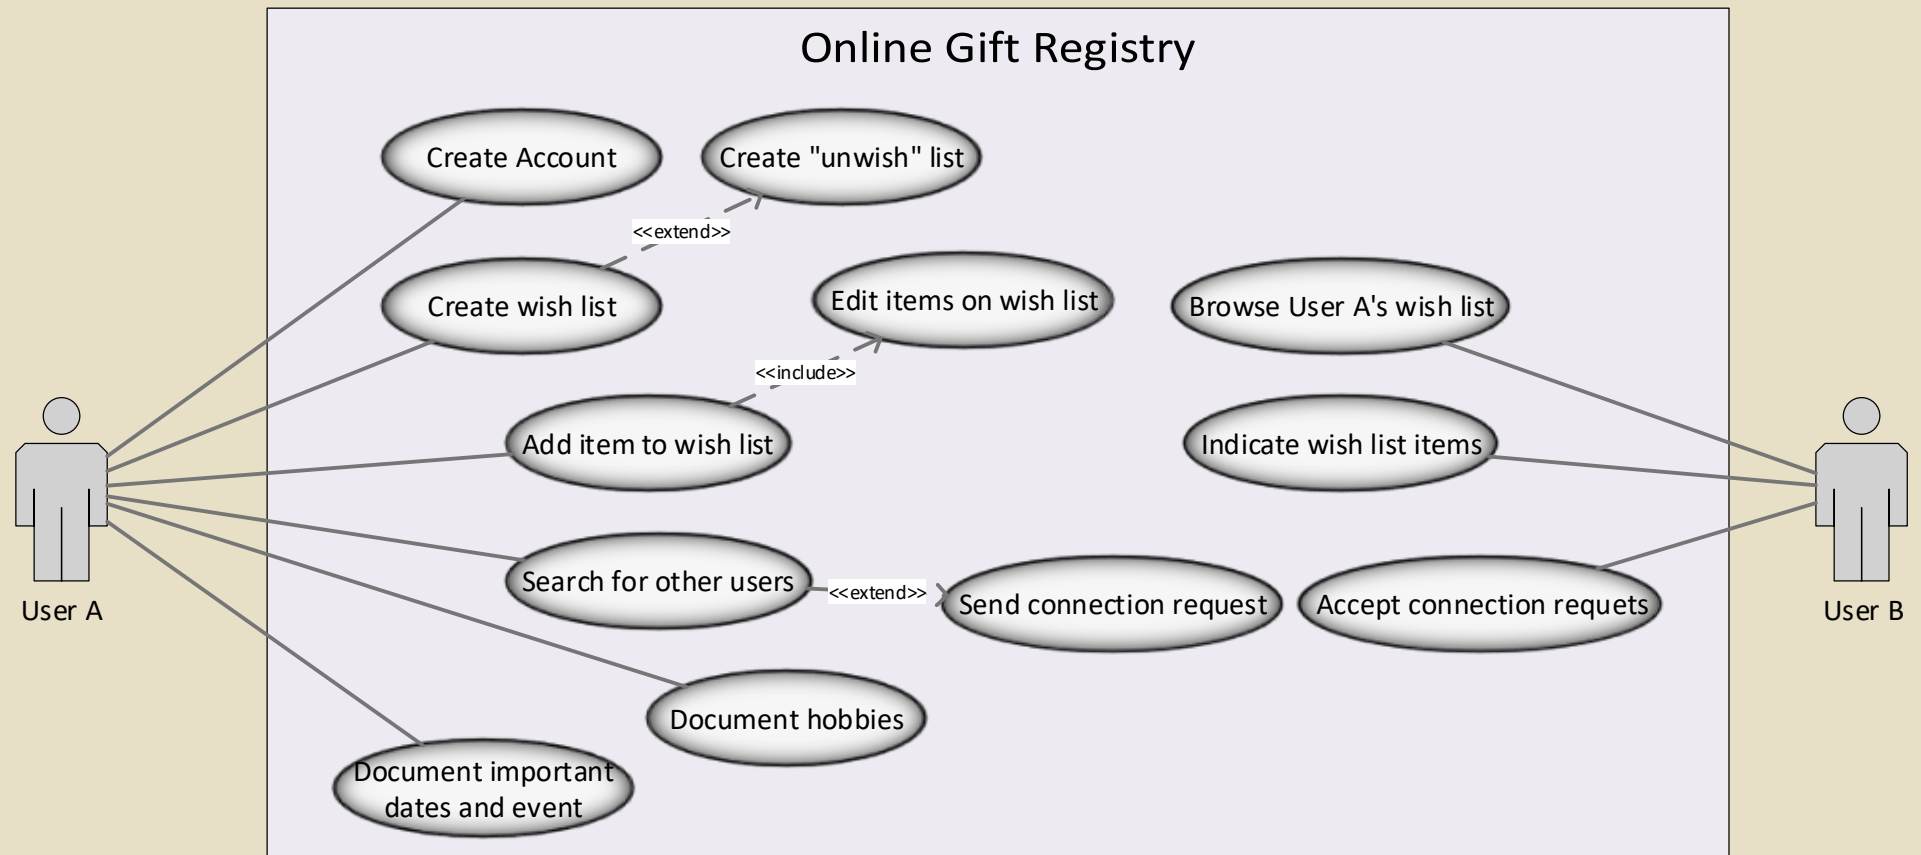 Online Gift Registry
Create Account
Create "unwish" list
<<extend>>
Create wish list
Edit items on wish list
Browse User A's wish list
<<include>>
Add item to wish list
Indicate wish list items
Search for other users
<<extend>>
Send connection request
Accept connection requets
User A
User B
Document hobbies
Document important
dates and event